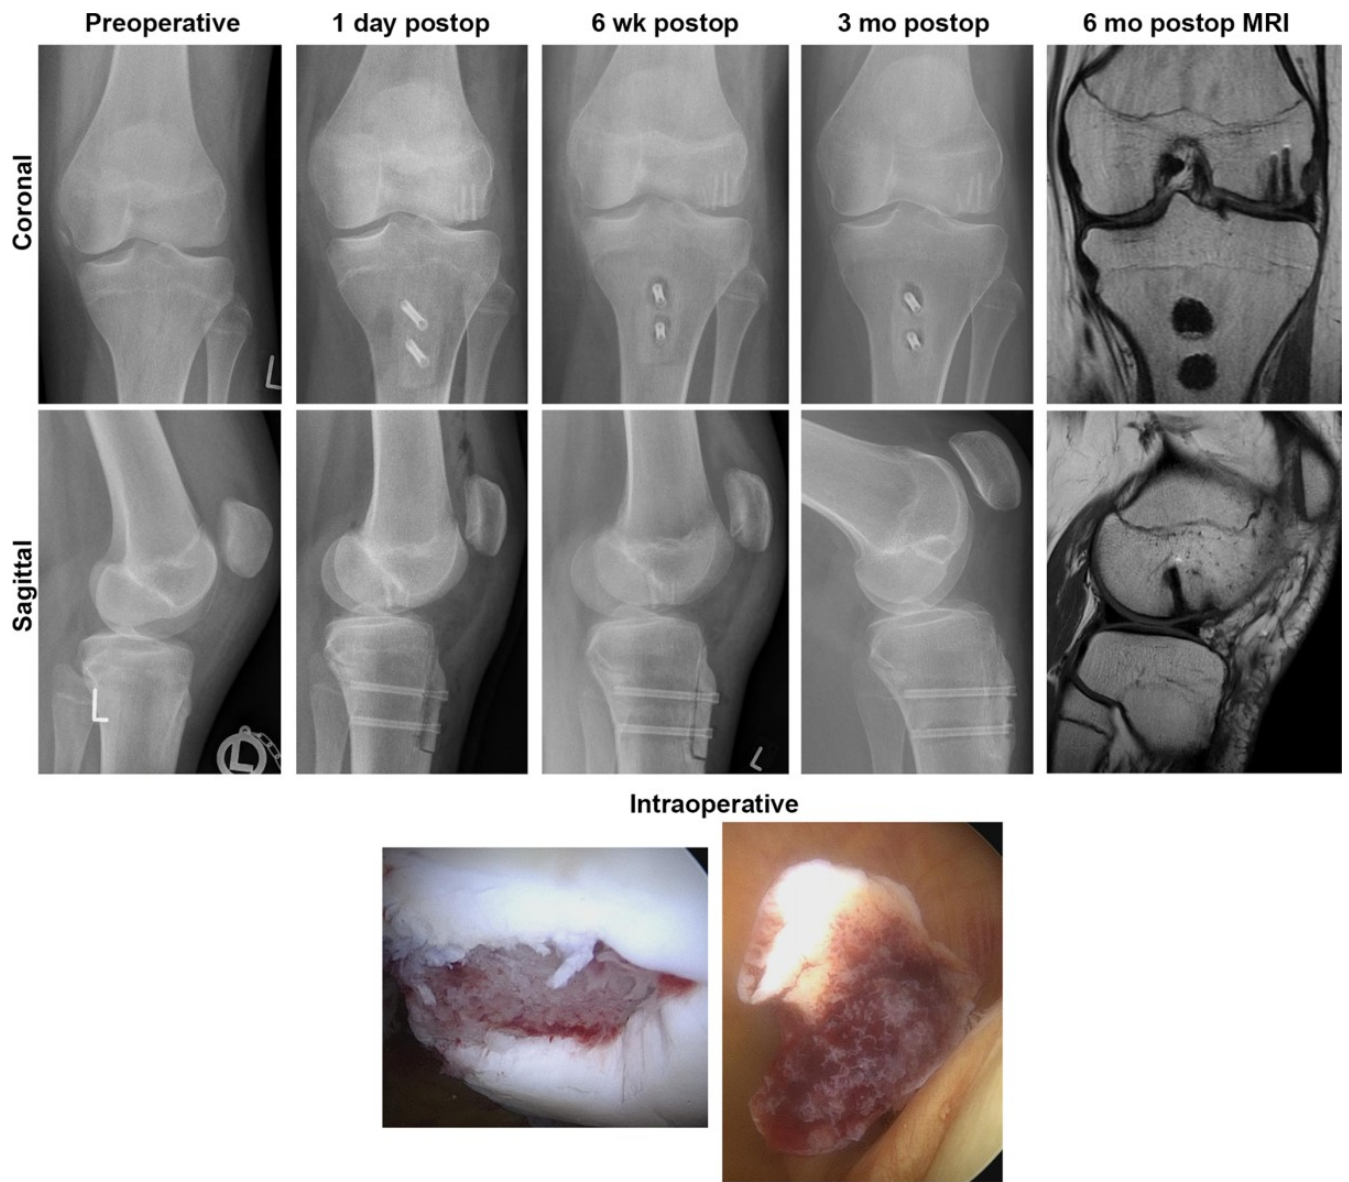 Preoperative
1 day postop
6 wk postop
3 mo postop
6 mo postop MRI
Coronal
L
Sagittal
L
L
L
Intraoperative